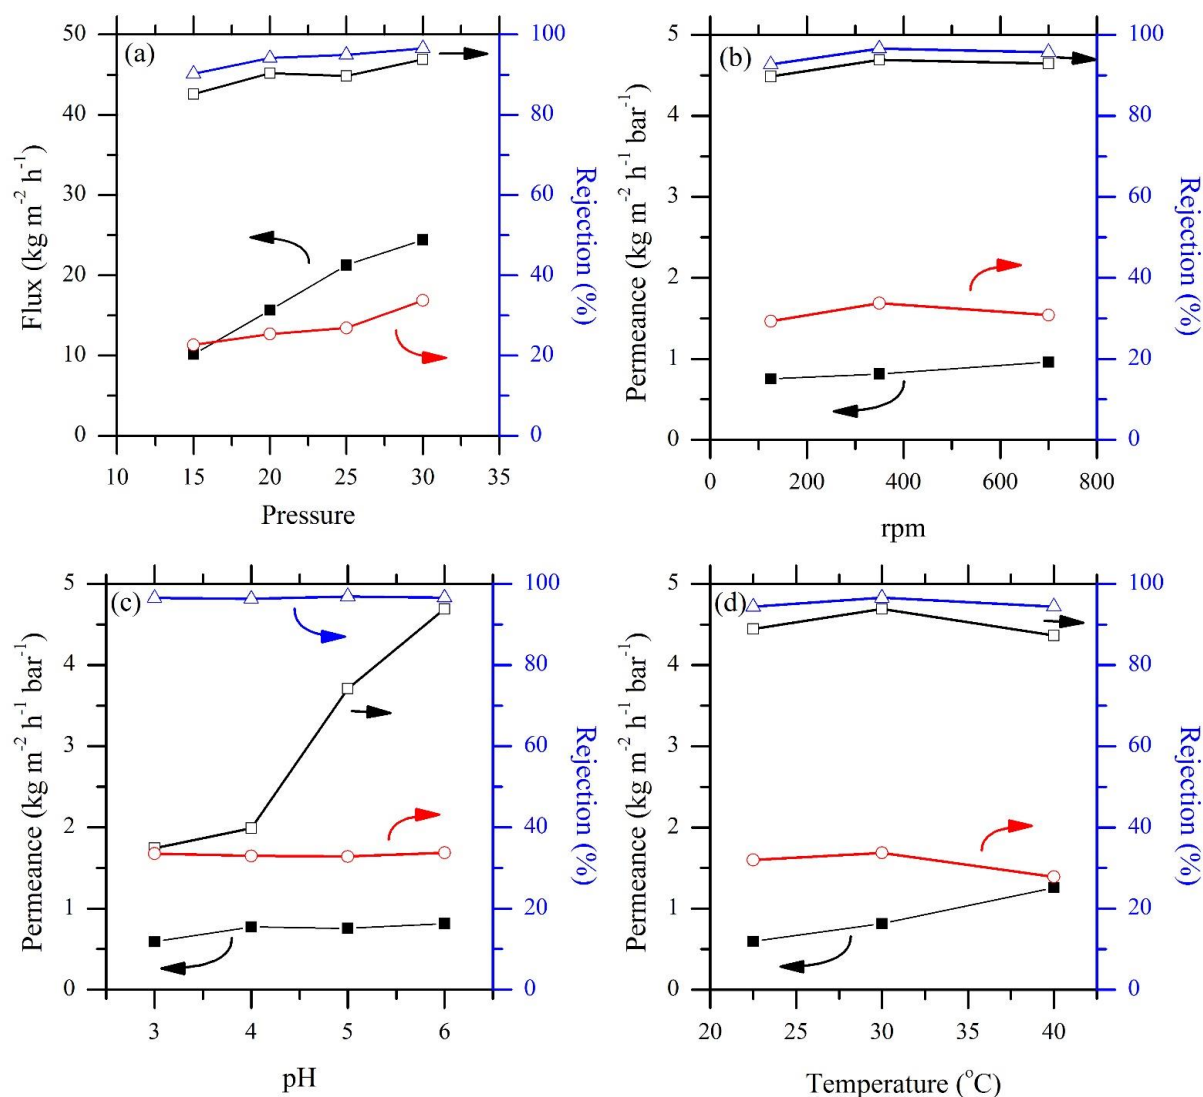 (a)
50
40
30
20
10
0
Flux (kg m⁻² h⁻¹)
100
80
60
40
20
0
Rejection (%)
10 15 20 25 30 35
Pressure
(b)
5
4
3
2
1
0
Permeance (kg m⁻² h⁻¹ bar⁻¹)
100
80
60
40
20
0
Rejection (%)
0 200 400 600 800
rpm
(c)
5
4
3
2
1
0
Permeance (kg m⁻² h⁻¹ bar⁻¹)
100
80
60
40
20
0
Rejection (%)
3 4 5 6
pH
(d)
5
4
3
2
1
0
Permeance (kg m⁻² h⁻¹ bar⁻¹)
100
80
60
40
20
0
Rejection (%)
20 25 30 35 40
Temperature (°C)